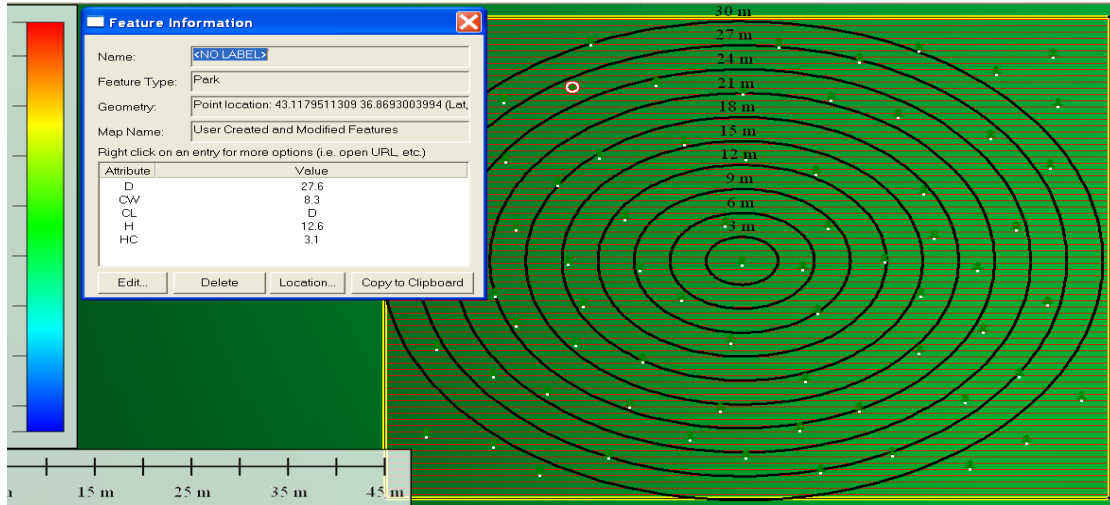 Feature Information
Name: <NO LABEL>
Feature Type: Park
Geometry: Point location: 43.1179511309 36.8693003994 (Lat,
Map Name: User Created and Modified Features
Right click on an entry for more options (i.e. open URL, etc.)
Attribute Value
D 27.6
CW 8.3
CL D
H 12.6
HC 3.1
Edit... Delete Location... Copy to Clipboard
30 m
27 m
24 m
21 m
18 m
15 m
12 m
9 m
6 m
3 m
15 m 25 m 35 m 45 m